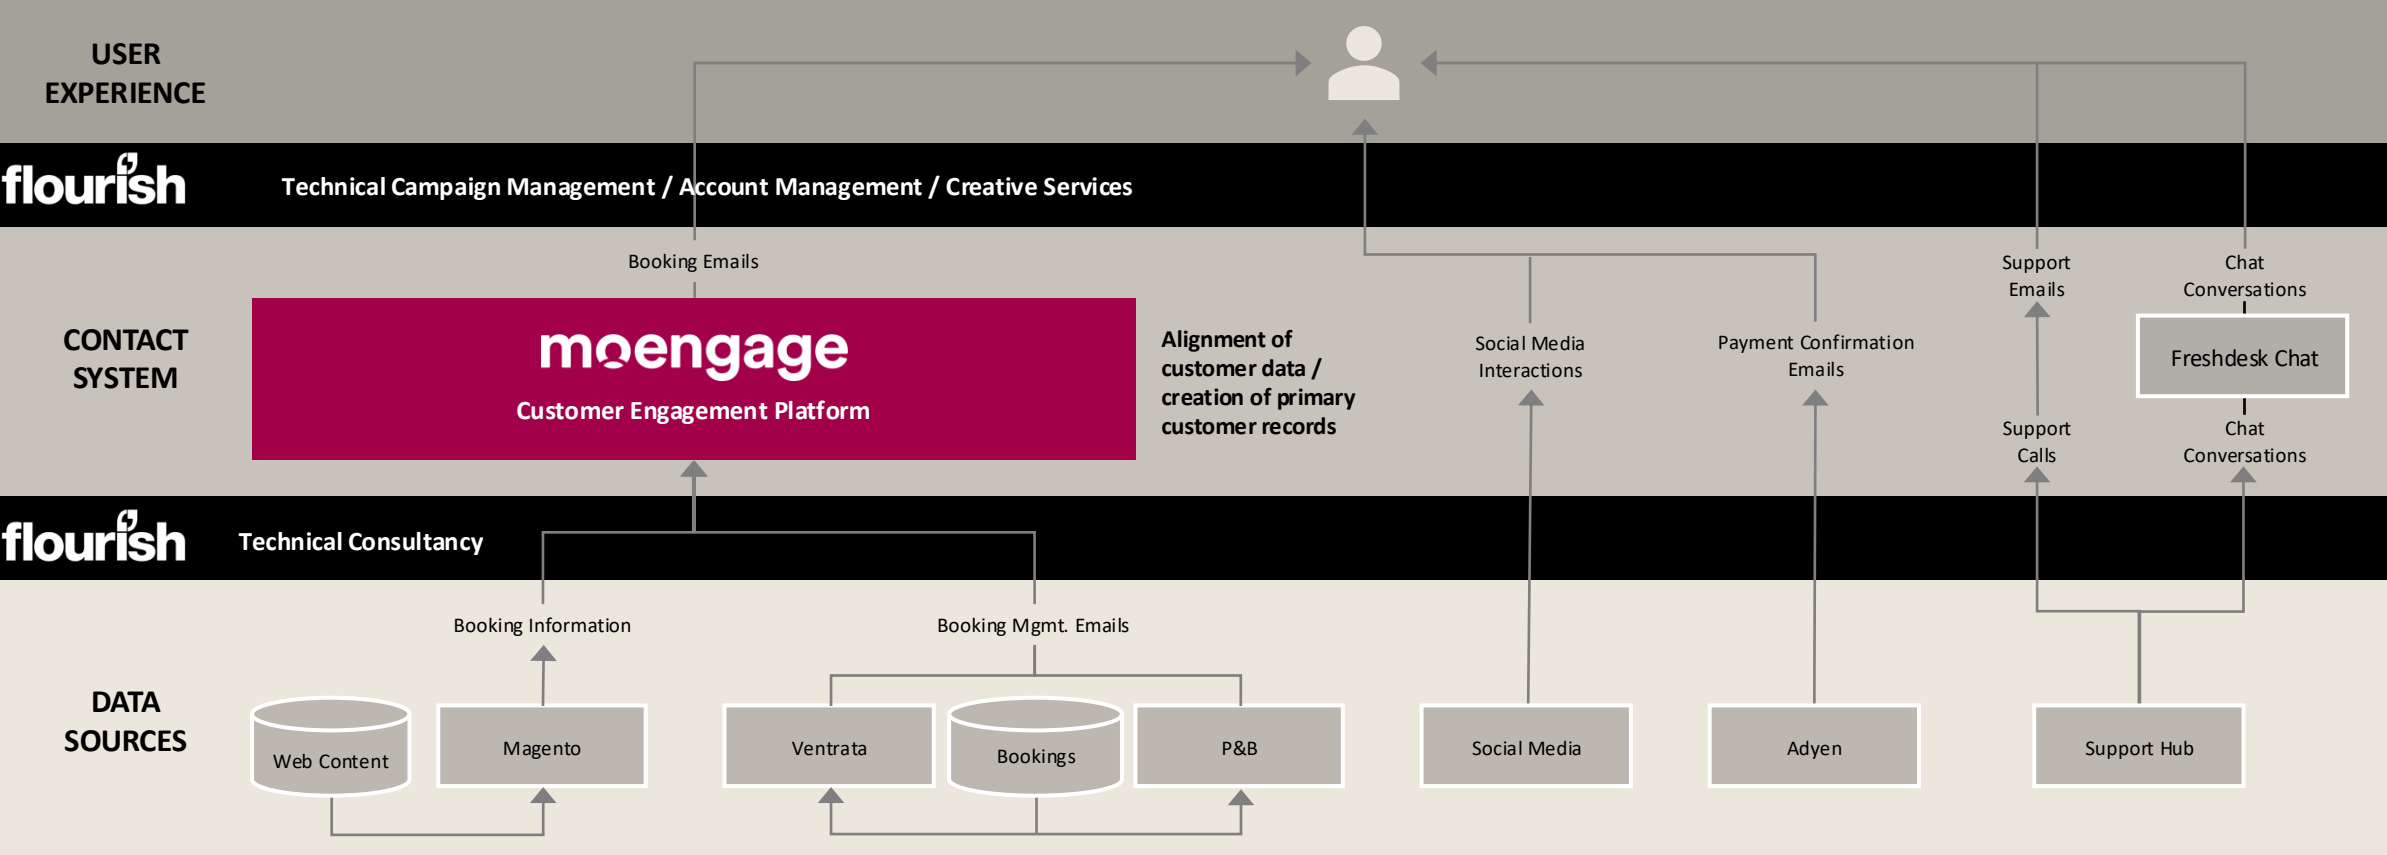 USER
EXPERIENCE
flourish
Technical Campaign Management / Account Management / Creative Services
Booking Emails
Support
Emails
Chat
Conversations
CONTACT
SYSTEM
moengage
Customer Engagement Platform
Alignment of
customer data /
creation of primary
customer records
Social Media
Interactions
Payment Confirmation
Emails
Freshdesk Chat
Support
Calls
Chat
Conversations
flourish
Technical Consultancy
Booking Information
Booking Mgmt. Emails
DATA
SOURCES
Web Content
Magento
Ventrata
Bookings
P&B
Social Media
Adyen
Support Hub